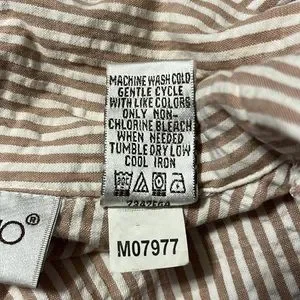 MACHINE WASH COLD
GENTLE CYCLE
WITH LIKE COLORS
ONLY NON-
CHLORINE BLEACH
WHEN NEEDED
TUMBLE DRY LOW
COOL IRON
M07977